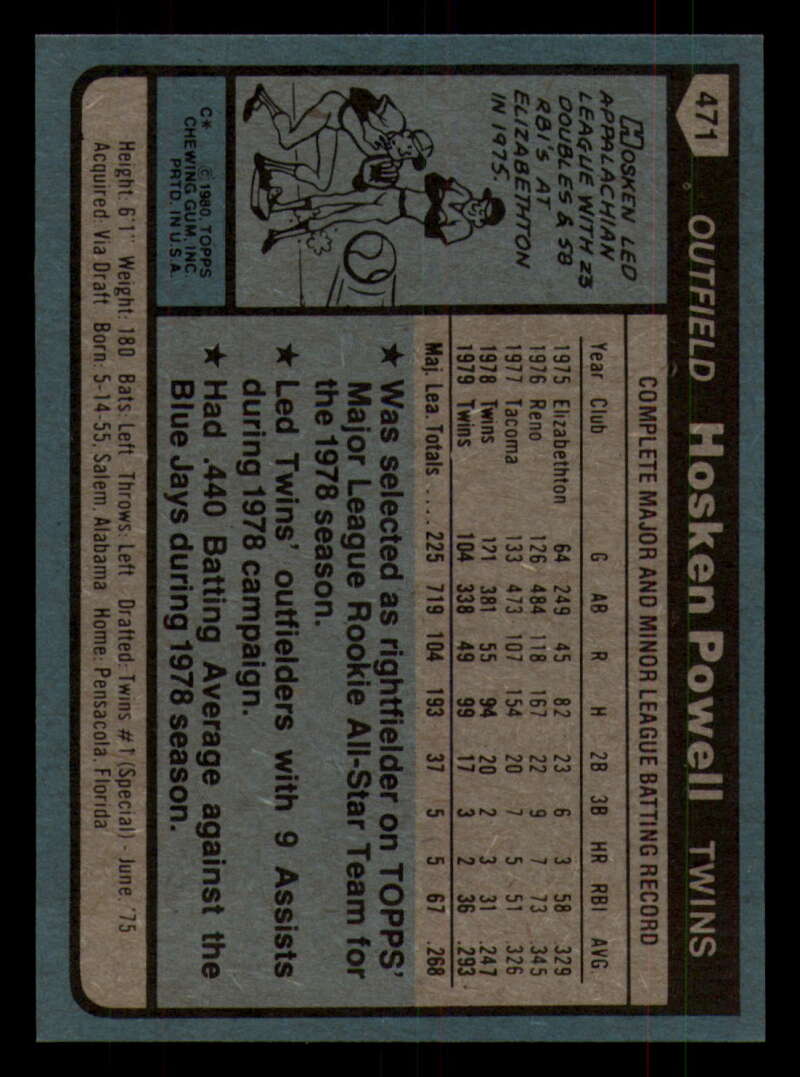 471 OUTFIELD Hosken Powell TWINS
HOSKEN LED
APPALACHIAN
LEAGUE WITH 23
DOUBLES & 58
RBI'S AT
ELIZABETHTON
IN 1975.
C* © 1980 TOPPS
CHEWING GUM, INC.
PRTD. IN U.S.A.
COMPLETE MAJOR AND MINOR LEAGUE BATTING RECORD
Year Club G AB R H 2B 3B HR RBI AVG.
1975 Elizabethton 64 249 45 82 23 6 3 58 .329
1976 Reno 126 484 118 167 22 9 7 73 .345
1977 Tacoma 133 473 107 154 20 7 5 51 .326
1978 Twins 121 381 55 94 20 2 3 31 .247
1979 Twins 104 338 49 99 17 3 2 36 .293
Maj. Lea. Totals .... 225 719 104 193 37 5 5 67 .268
★ Was selected as rightfielder on TOPPS'
Major League Rookie All-Star Team for
the 1978 season.
★ Led Twins' outfielders with 9 Assists
during 1978 campaign.
★ Had .440 Batting Average against the
Blue Jays during 1978 season.
Height: 6'1" Weight: 180 Bats: Left Throws: Left Drafted: Twins #1 (Special) - June, '75
Acquired: Via Draft Born: 5-14-55, Salem, Alabama Home: Pensacola, Florida